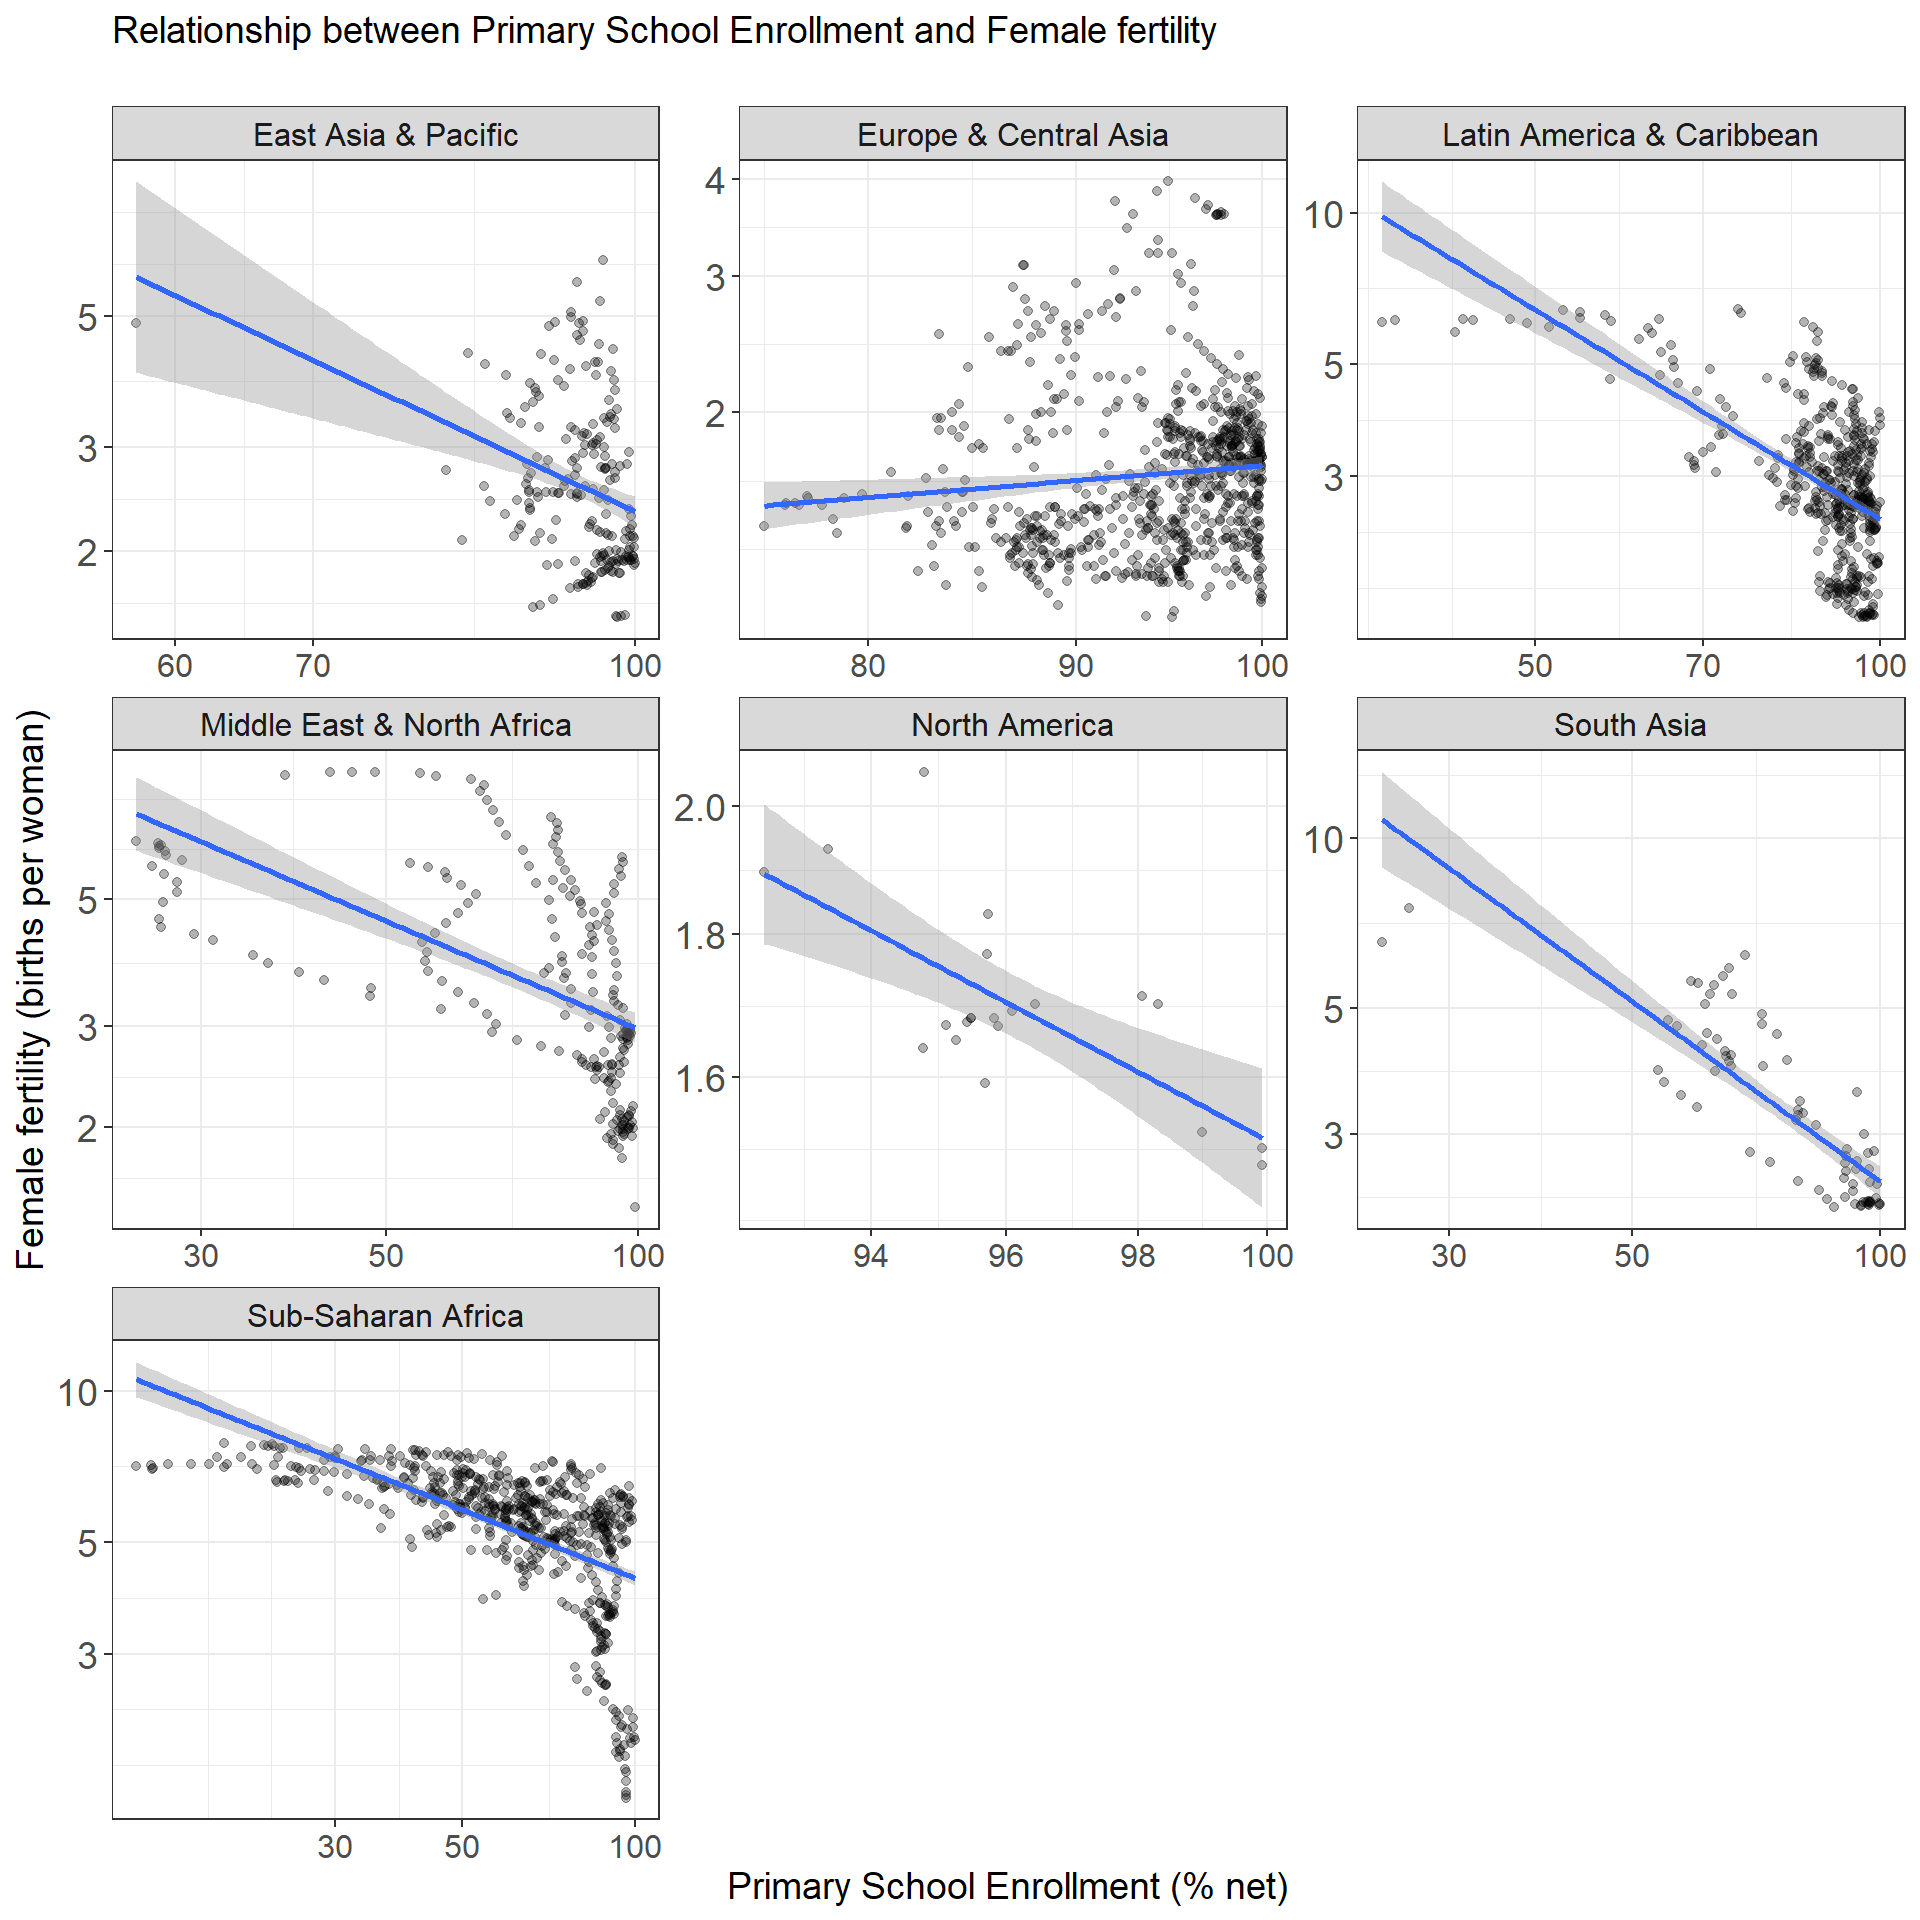 Relationship between Primary School Enrollment and Female fertility
East Asia & Pacific
Europe & Central Asia
Latin America & Caribbean
5
3
2
60 70 100
4
3
2
80 90 100
10
5
3
50 70 100
Middle East & North Africa
North America
South Asia
5
3
2
30 50 100
2.0
1.8
1.6
94 96 98 100
10
5
3
30 50 100
Sub-Saharan Africa
10
5
3
30 50 100
Female fertility (births per woman)
Primary School Enrollment (% net)